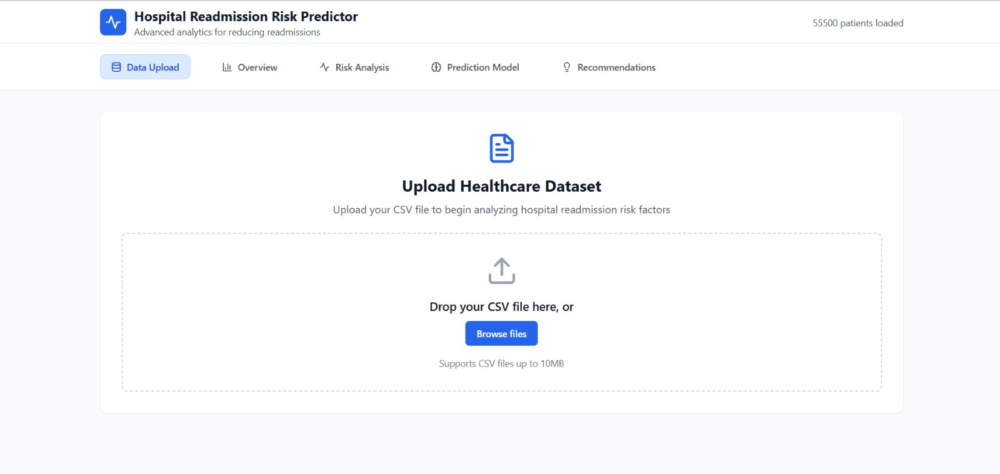 Hospital Readmission Risk Predictor
Advanced analytics for reducing readmissions
55500 patients loaded
Data Upload
Overview
Risk Analysis
Prediction Model
Recommendations
Upload Healthcare Dataset
Upload your CSV file to begin analyzing hospital readmission risk factors
Drop your CSV file here, or
Browse files
Supports CSV files up to 10MB